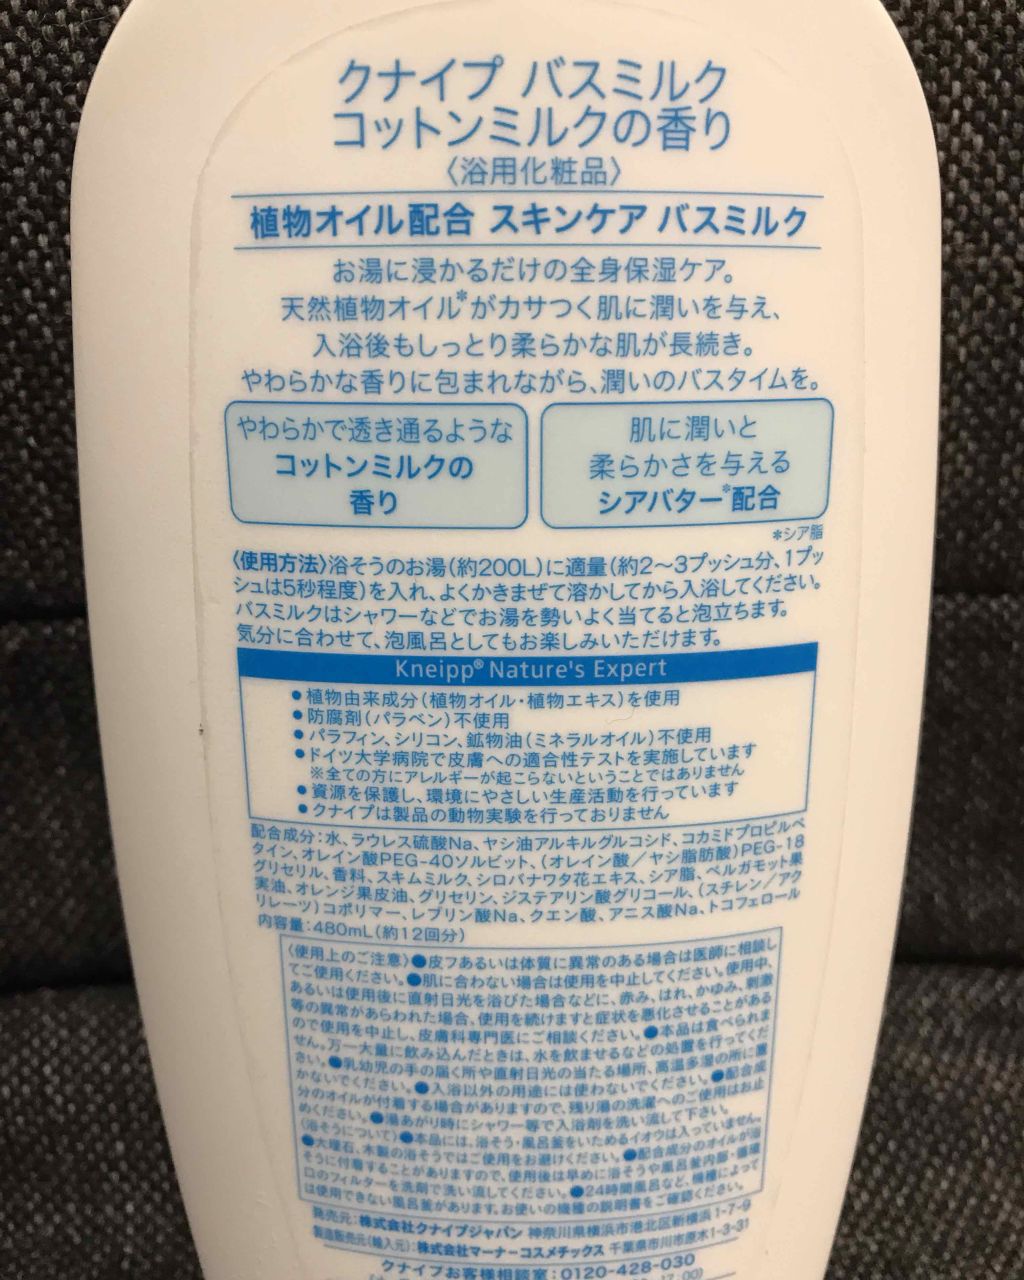 クナイプ バスミルク
コットンミルクの香り
〈浴用化粧品〉
植物オイル配合 スキンケア バスミルク
お湯に浸かるだけの全身保湿ケア。
天然植物オイル*がカサつく肌に潤いを与え、
入浴後もしっとり柔らかな肌が長続き。
やわらかな香りに包まれながら、潤いのバスタイムを。
やわらかで透き通るような
コットンミルクの
香り
肌に潤いと
柔らかさを与える
シアバター*配合
*シア脂
〈使用方法〉浴そうのお湯(約200L)に適量(約2〜3プッシュ分、1プッ
シュは5秒程度)を入れ、よくかきまぜて溶かしてから入浴してください。
バスミルクはシャワーなどでお湯を勢いよく当てると泡立ちます。
気分に合わせて、泡風呂としてもお楽しみいただけます。
Kneipp® Nature's Expert
●植物由来成分(植物オイル・植物エキス)を使用
●防腐剤(パラベン)不使用
●パラフィン、シリコン、鉱物油(ミネラルオイル)不使用
●ドイツ大学病院で皮膚への適合性テストを実施しています
※全ての方にアレルギーが起こらないということではありません
●資源を保護し、環境にやさしい生産活動を行っています
●クナイプは製品の動物実験を行っておりません
配合成分：水、ラウレス硫酸Na、ヤシ油アルキルグルコシド、コカミドプロピルベ
タイン、オレイン酸PEG-40ソルビット、(オレイン酸／ヤシ脂肪酸)PEG-18
グリセリル、香料、スキムミルク、シロバナワタ花エキス、シア脂、ベルガモット果
実油、オレンジ果皮油、グリセリン、ジステアリン酸グリコール、(スチレン／アク
リレーツ)コポリマー、レブリン酸Na、クエン酸、アニス酸Na、トコフェロール
内容量：480mL(約12回分)
〈使用上のご注意〉●皮フあるいは体質に異常のある場合は医師に相談し
てご使用ください。●肌に合わない場合は使用を中止してください。使用中、
あるいは使用後に直射日光を浴びた場合などに、赤み、はれ、かゆみ、刺激
等の異常があらわれた場合、使用を続けますと症状を悪化させることがある
ので使用を中止し、皮膚科専門医にご相談ください。●本品は食べられま
せん。万一大量に飲み込んだときは、水を飲ませるなどの処置を行ってくだ
さい。●乳幼児の手の届く所や直射日光の当たる場所、高温多湿の所に置
かないでください。●入浴以外の用途には使わないでください。●配合成
分のオイルが付着する場合がありますので、残り湯の洗濯へのご使用はお止
めください。●湯あがり時にシャワー等で入浴剤を洗い流して下さい。
〈浴そうについて〉●本品には、浴そう・風呂釜をいためるイオウは入っていません。
●大理石、木製の浴そうではご使用をお避けください。●配合成分のオイルが浴
そうに付着することがありますので、使用後は早めに浴そうや風呂釜内部・循環
口のフィルターを洗剤で洗い流してください。●24時間風呂など、機種によって
は使用できない風呂釜があります。お使いの機種の説明書をご確認ください。
発売元：株式会社クナイプジャパン 神奈川県横浜市港北区新横浜1-7-9
製造販売元(輸入元)：株式会社マーナーコスメチックス 千葉県市川市原木1-3-31
クナイプお客様相談室：0120-428-030